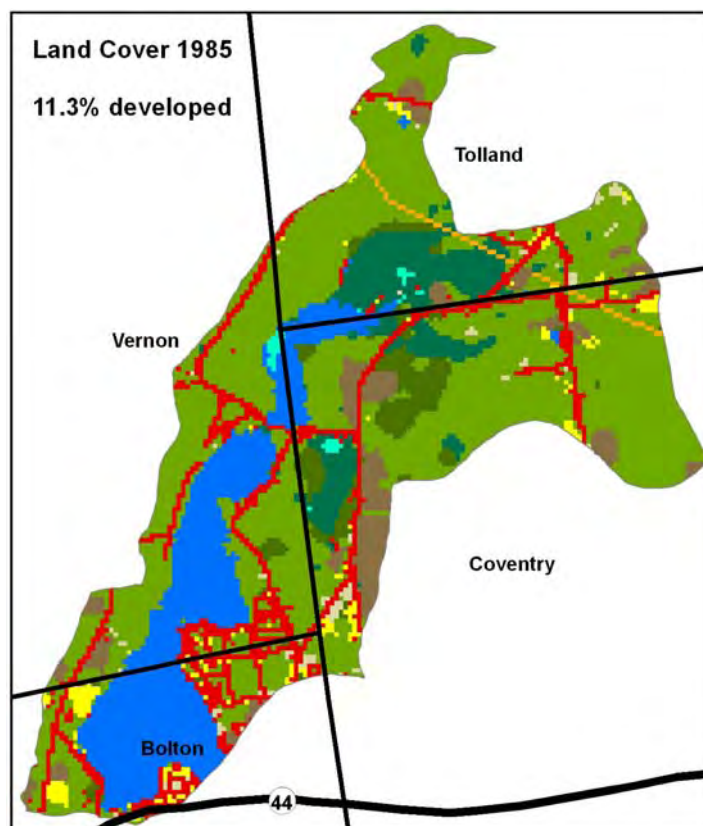 Land Cover 1985
11.3% developed
Tolland
Vernon
Coventry
Bolton
44